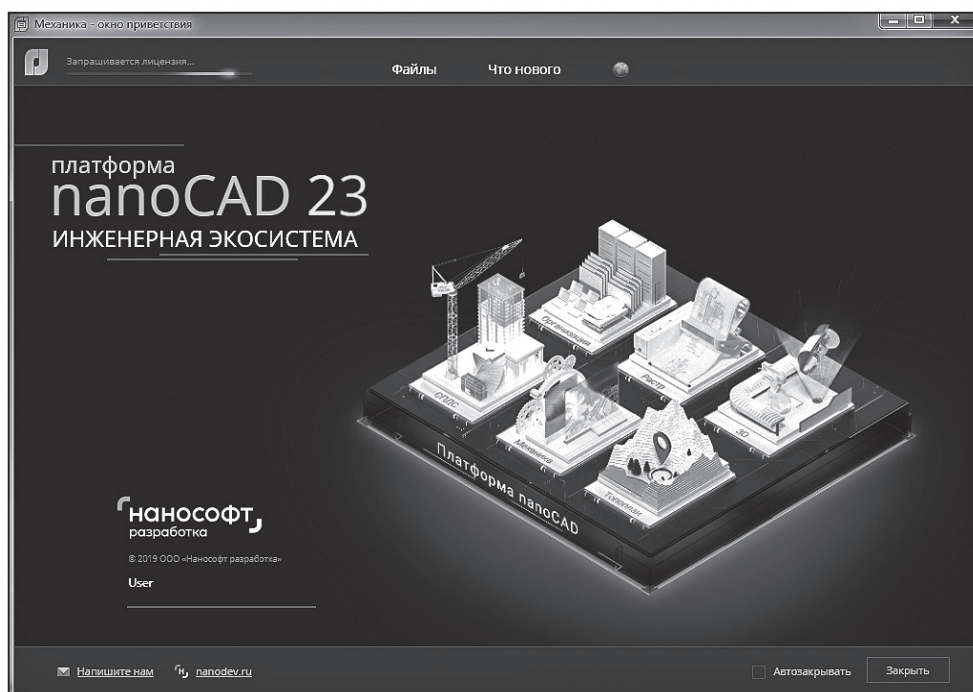 Механика - окно приветствия
Запрашивается лицензия...
Файлы
Что нового
платформа
nanoCAD 23
ИНЖЕНЕРНАЯ ЭКОСИСТЕМА
Организация
Растр
СПДС
3D
Механика
Топоплан
Платформа nanoCAD
нанософт
разработка
© 2019 ООО «Нанософт разработка»
User
Напишите нам
nanodev.ru
Автозакрывать
Закрыть